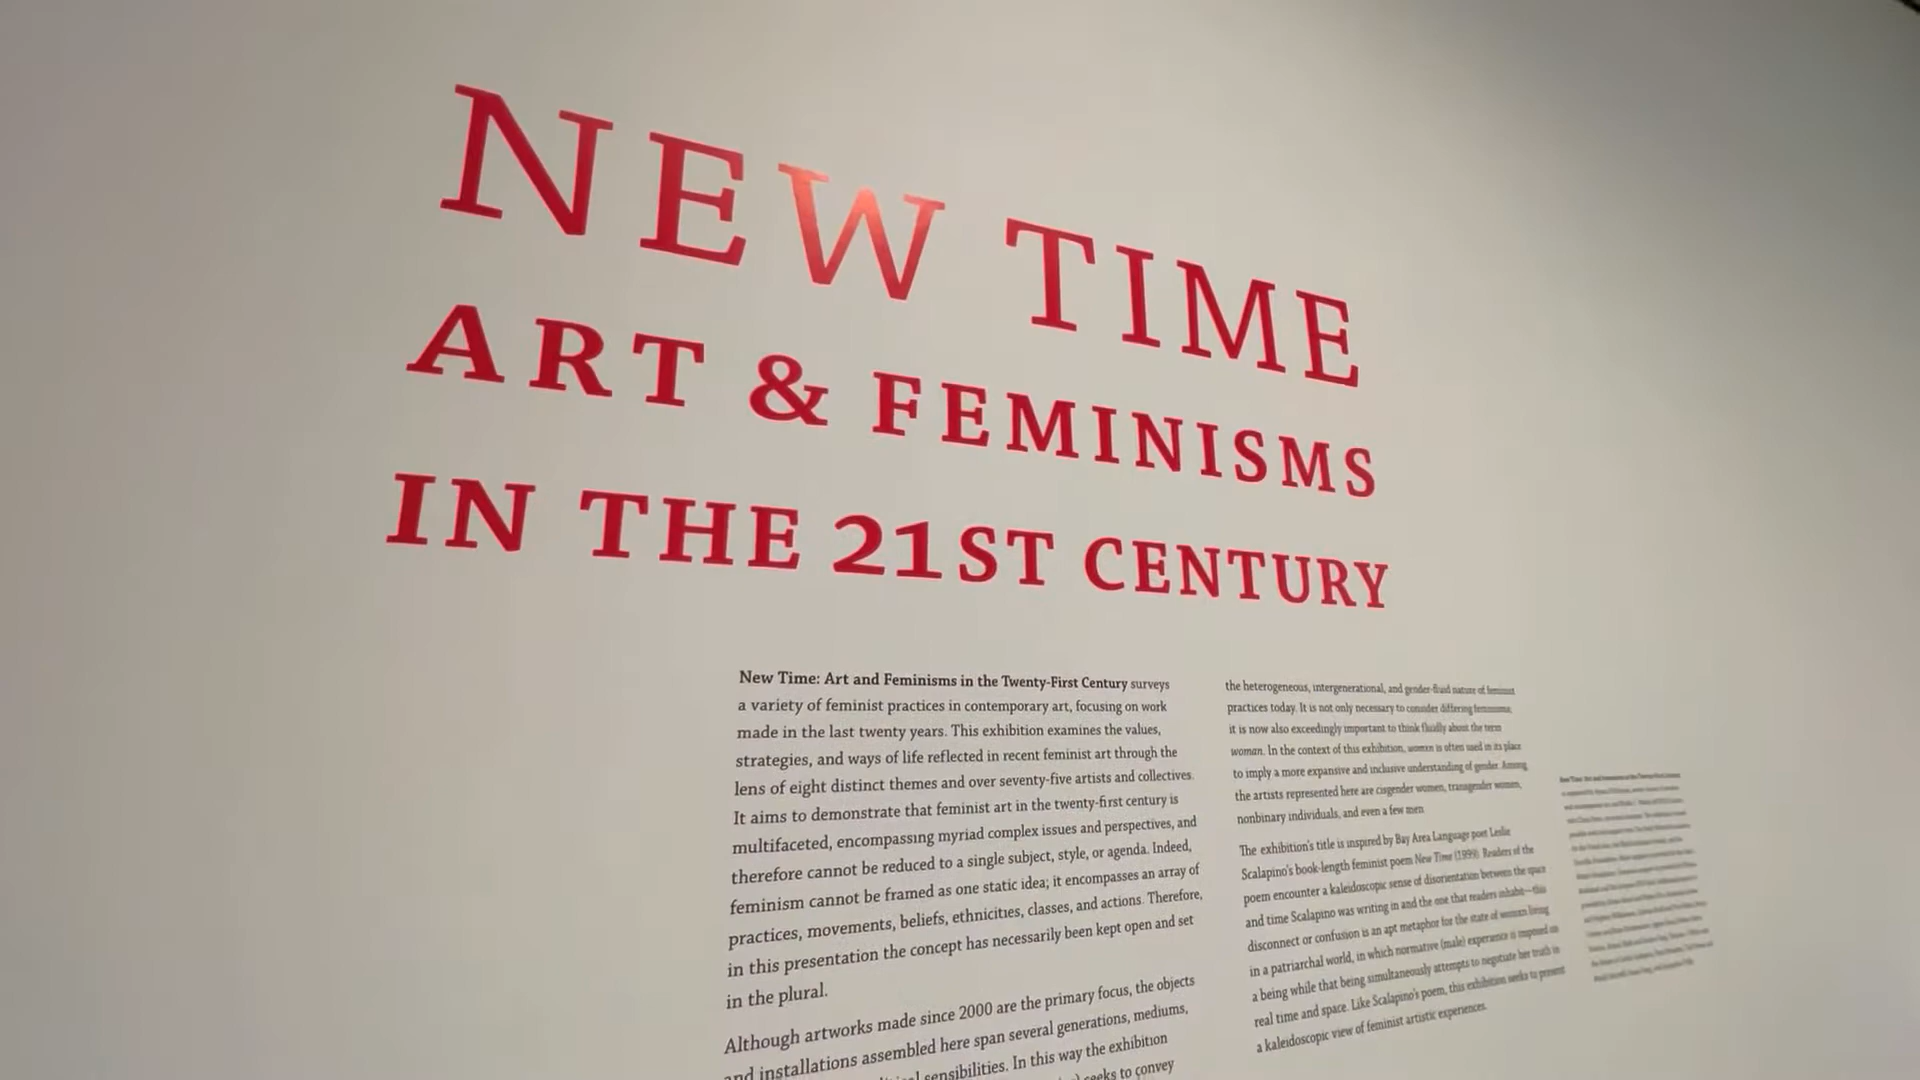 NEW TIME
ART & FEMINISMS
IN THE 21ST CENTURY
New Time: Art and Feminisms in the Twenty-First Century surveys
a variety of feminist practices in contemporary art, focusing on work
made in the last twenty years. This exhibition examines the values,
strategies, and ways of life reflected in recent feminist art through the
lens of eight distinct themes and over seventy-five artists and collectives.
It aims to demonstrate that feminist art in the twenty-first century is
multifaceted, encompassing myriad complex issues and perspectives, and
therefore cannot be reduced to a single subject, style, or agenda. Indeed,
feminism cannot be framed as one static idea; it encompasses an array of
practices, movements, beliefs, ethnicities, classes, and actions. Therefore,
in this presentation the concept has necessarily been kept open and set
in the plural.
Although artworks made since 2000 are the primary focus, the objects
and installations assembled here span several generations, mediums,
sensibilities. In this way the exhibition
seeks to convey
the heterogeneous, intergenerational, and gender-fluid nature of feminist
practices today. It is not only necessary to consider differing feminisms,
it is now also exceedingly important to think fluidly about the term
woman. In the context of this exhibition, is often used in its place
to imply a more expansive and inclusive understanding of gender. Among
the artists represented here are cisgender women, transgender women,
nonbinary individuals, and even a few men.
The exhibition's title is inspired by Bay Area Language poet Leslie
Scalapino's book-length feminist poem New Time (1999). Readers of the
poem encounter a kaleidoscopic sense of disorientation between the space
and time Scalapino was writing in and the one that readers inhabit—this
disconnect or confusion is an apt metaphor for the state of living
in a patriarchal world, in which normative (male) experience is imposed on
a being while that being simultaneously attempts to negotiate her truth in
real time and space. Like Scalapino's poem, this exhibition seeks to present
a kaleidoscopic view of feminist artistic experiences.